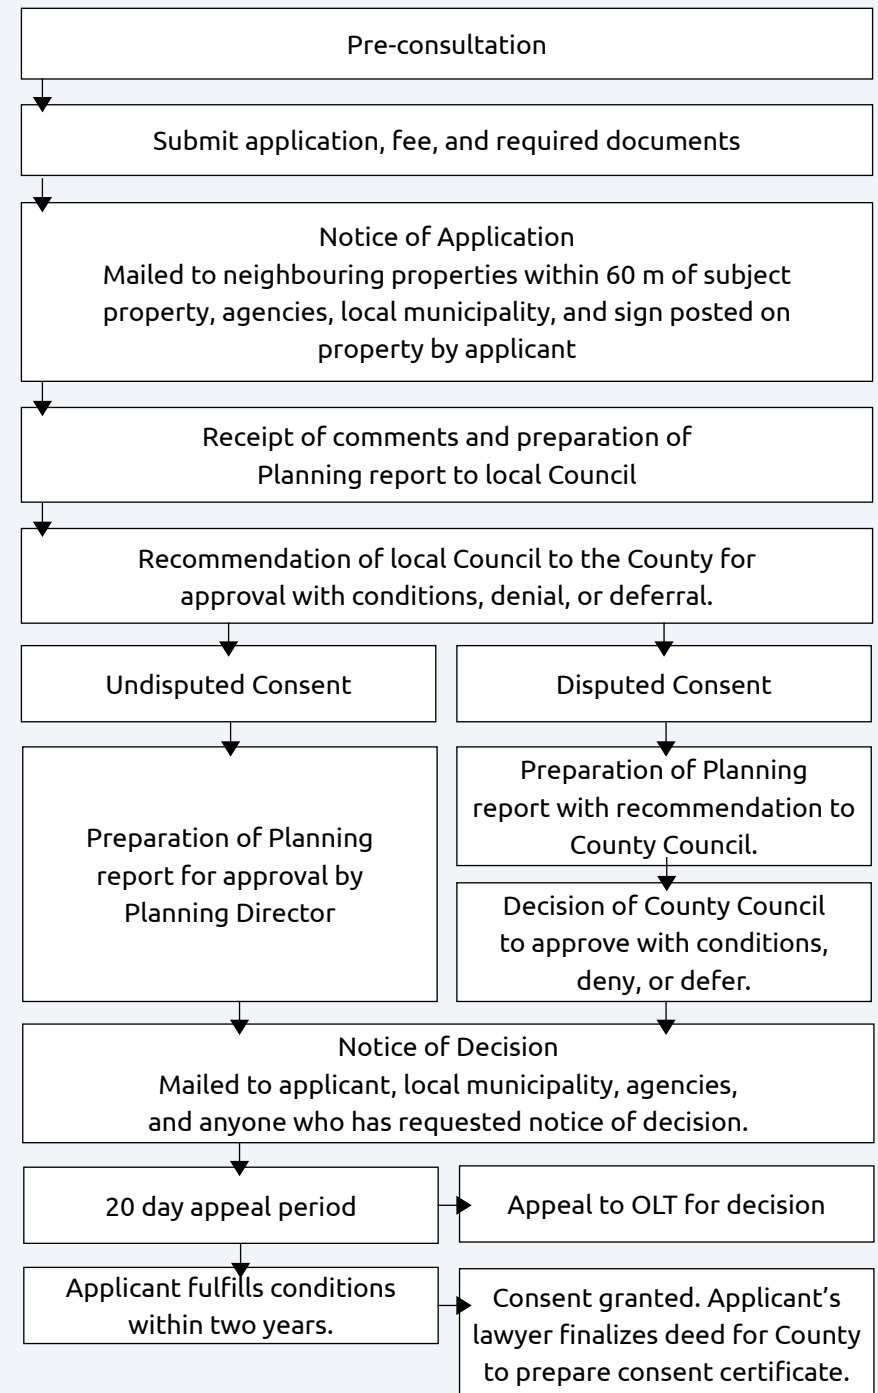 Pre-consultation
Submit application, fee, and required documents
Notice of Application
Mailed to neighbouring properties within 60 m of subject
property, agencies, local municipality, and sign posted on
property by applicant
Receipt of comments and preparation of
Planning report to local Council
Recommendation of local Council to the County for
approval with conditions, denial, or deferral.
Undisputed Consent
Disputed Consent
Preparation of Planning
report for approval by
Planning Director
Preparation of Planning
report with recommendation to
County Council.
Decision of County Council
to approve with conditions,
deny, or defer.
Notice of Decision
Mailed to applicant, local municipality, agencies,
and anyone who has requested notice of decision.
20 day appeal period
Appeal to OLT for decision
Applicant fulfills conditions
within two years.
Consent granted. Applicant’s
lawyer finalizes deed for County
to prepare consent certificate.